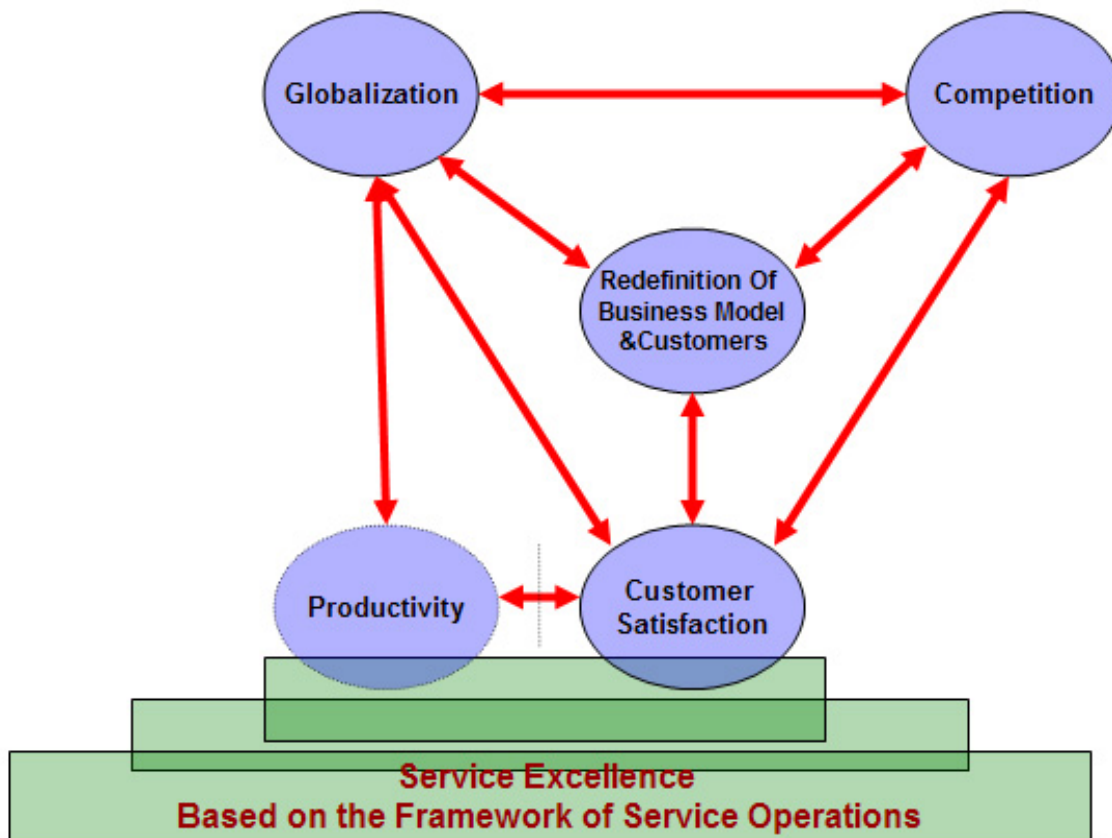 Globalization
Competition
Redefinition Of
Business Model
&Customers
Productivity
Customer
Satisfaction
Service Excellence
Based on the Framework of Service Operations